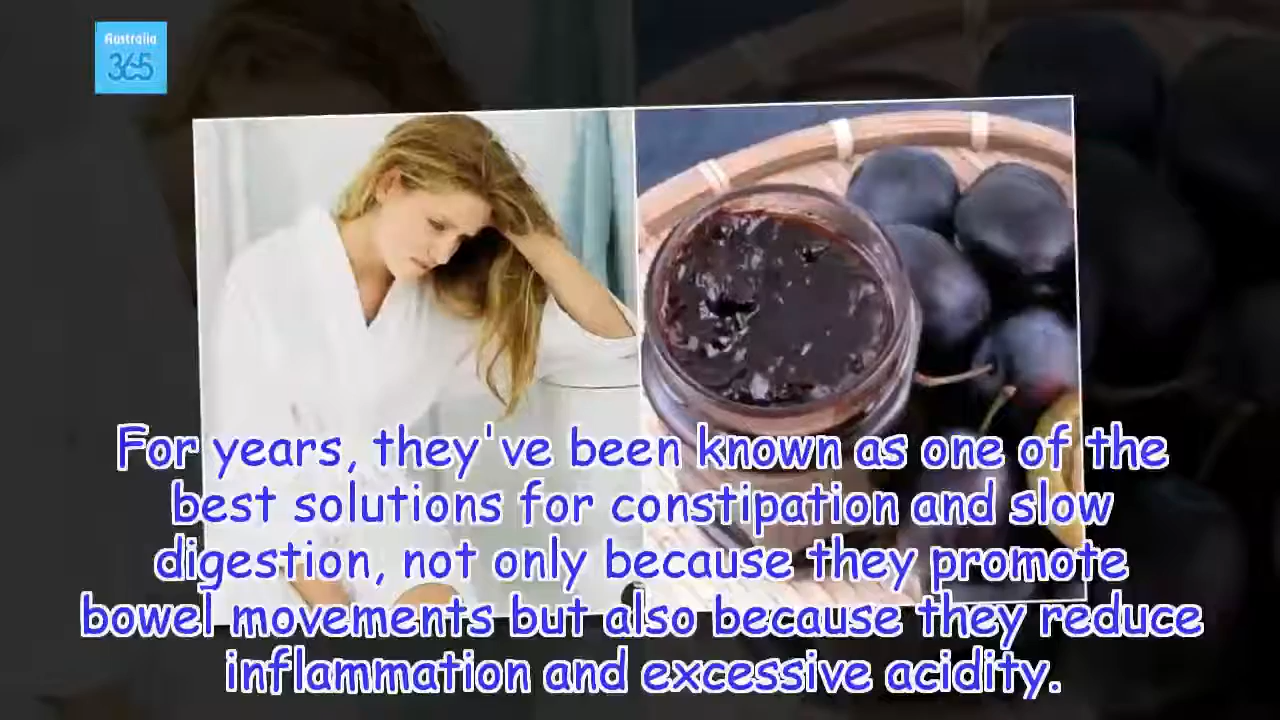 Australia
365
For years, they've been known as one of the
best solutions for constipation and slow
digestion, not only because they promote
bowel movements but also because they reduce
inflammation and excessive acidity.